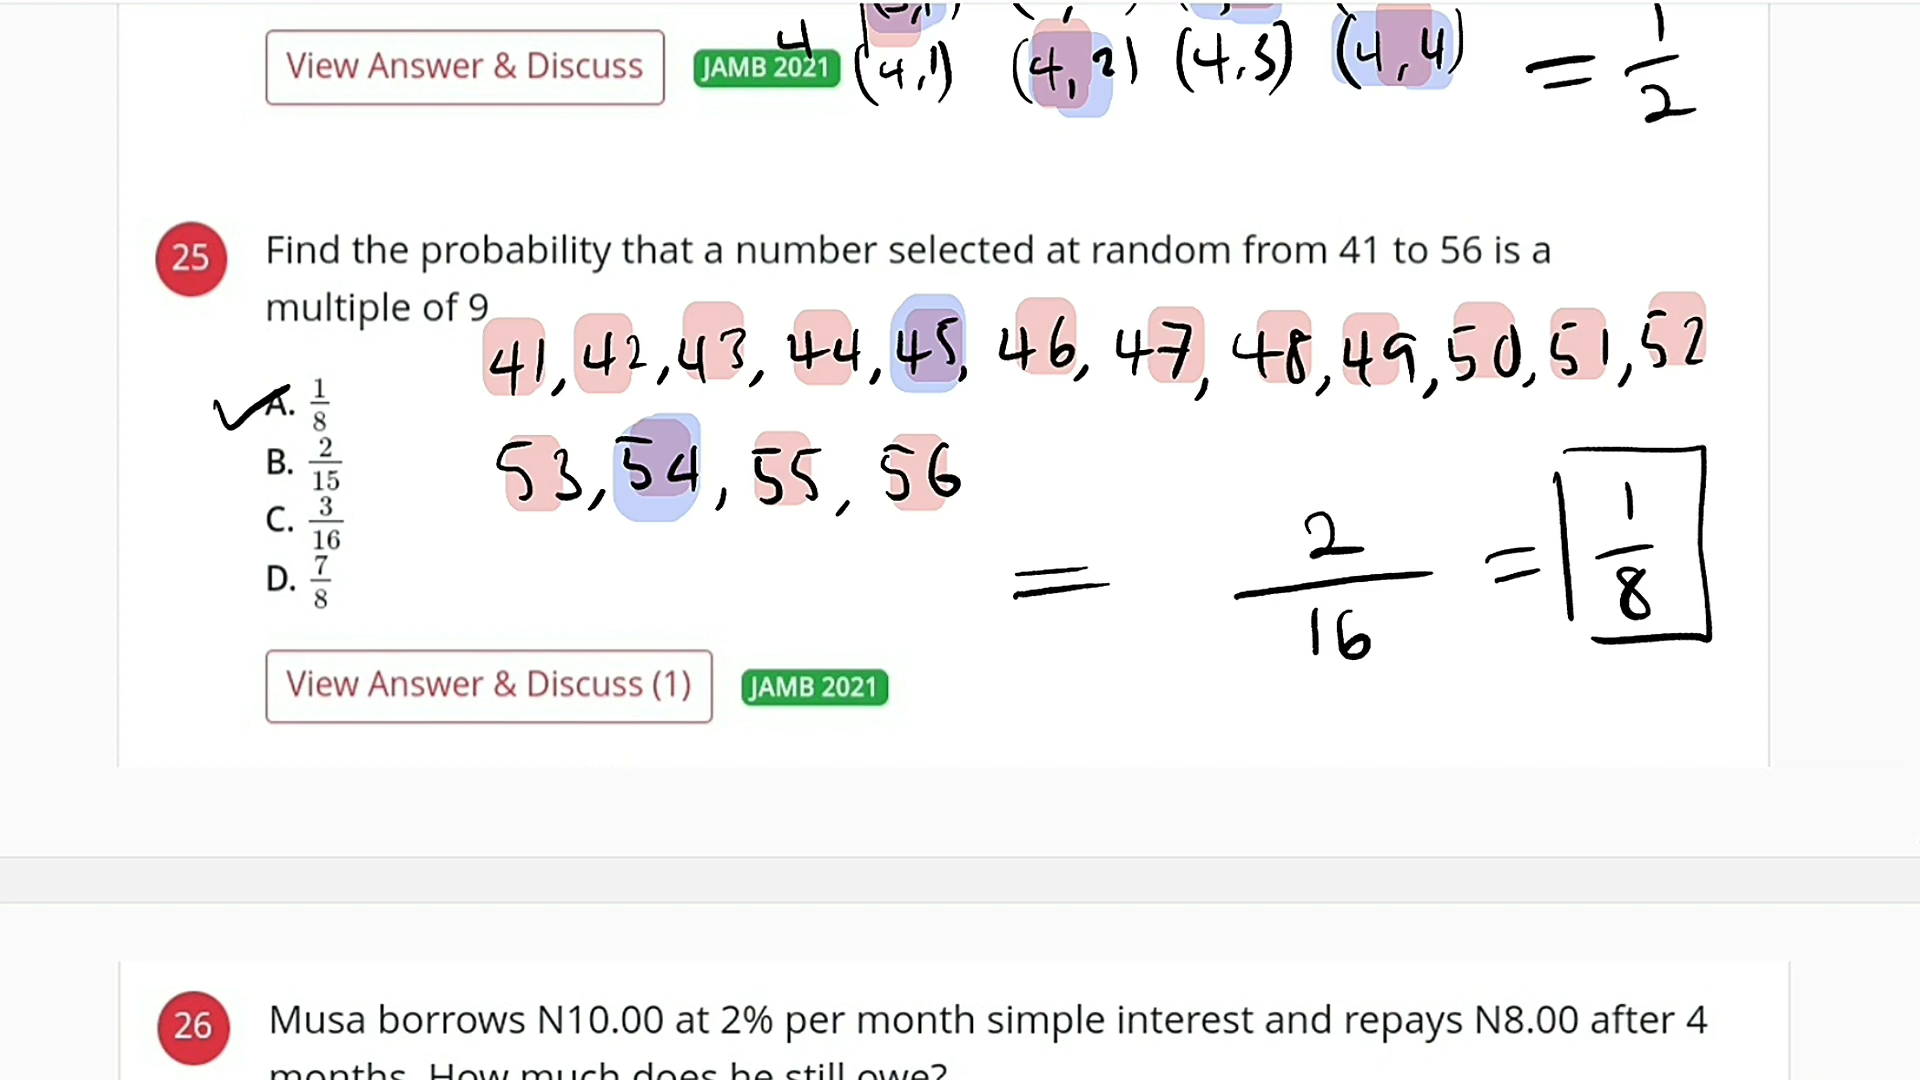 View Answer & Discuss JAMB 2021 4 (4,1) (4,2) (4,3) (4,4) = 1/2
25 Find the probability that a number selected at random from 41 to 56 is a
multiple of 9
41, 42, 43, 44, 45, 46, 47, 48, 49, 50, 51, 52
A. 1/8
B. 2/15
53, 54, 55, 56
C. 3/16
D. 7/8
= 2/16 = 1/8
View Answer & Discuss (1) JAMB 2021
26 Musa borrows N10.00 at 2% per month simple interest and repays N8.00 after 4
months. How much does he still owe?